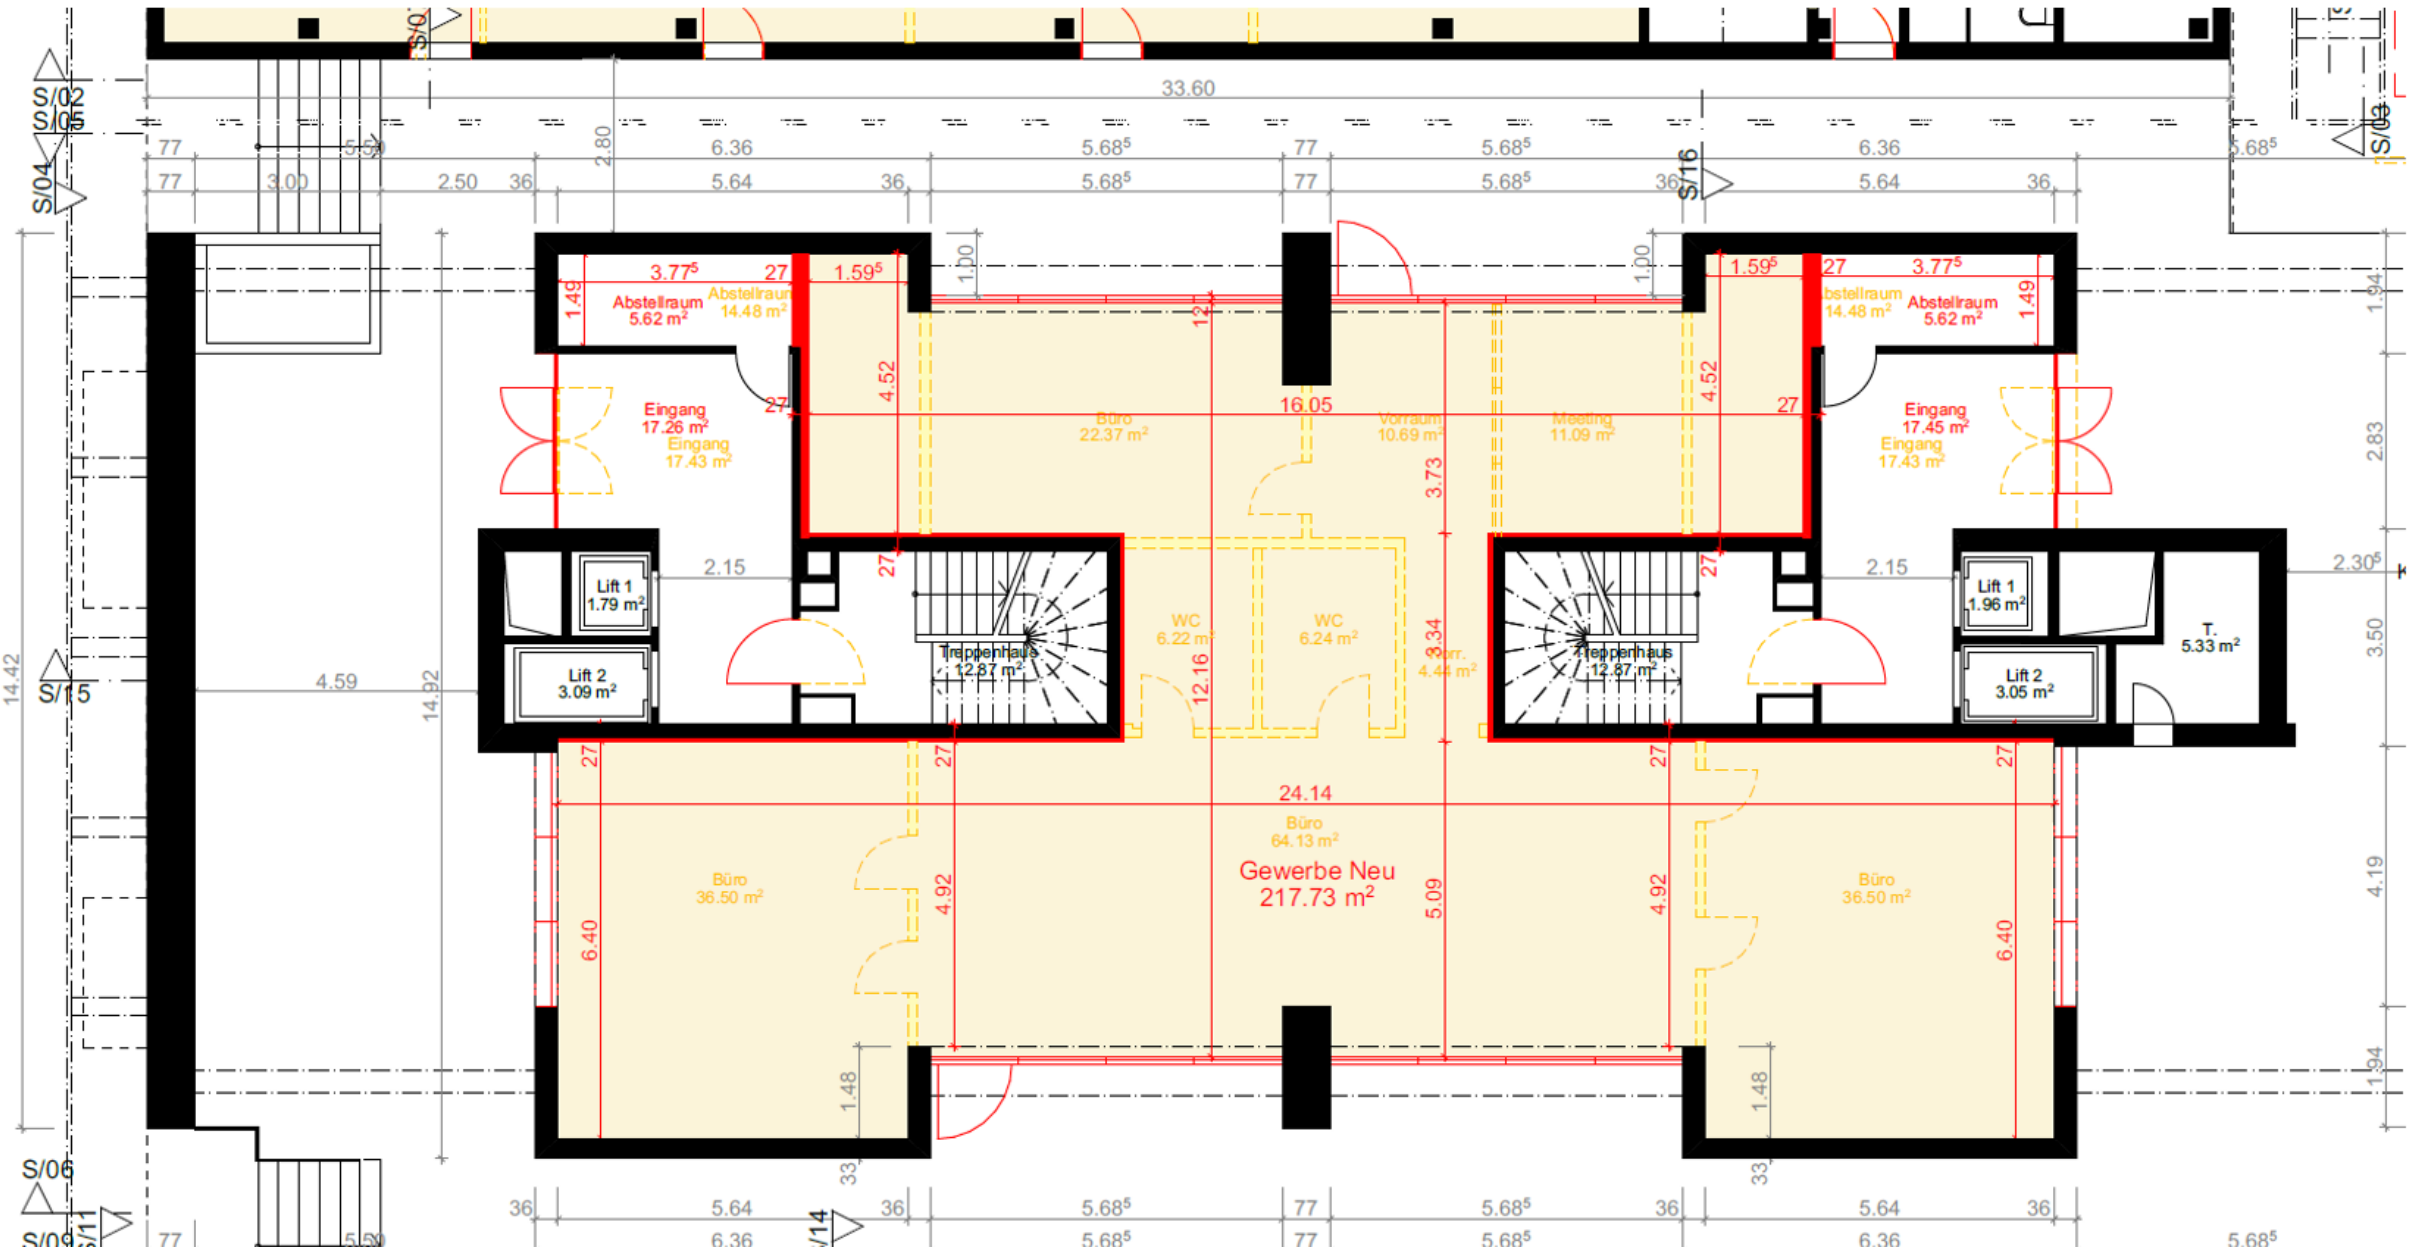 S/0
S/02
S/05
S/04
S/03
S/16
33.60
2.80
77
5.50
6.36
5.68⁵
77
5.68⁵
6.36
5.68⁵
77
3.00
2.50
36
5.64
36
5.68⁵
77
5.68⁵
36
5.64
36
1.00
1.00
1.94
3.77⁵
27
1.59⁵
1.59⁵
27
3.77⁵
1.49
Abstellraum
5.62 m²
Abstellraum
14.48 m²
12
14.48 m²
Abstellraum
5.62 m²
1.49
4.52
4.52
Eingang
17.26 m²
Eingang
17.43 m²
27
Büro
22.37 m²
16.05
Vorraum
10.69 m²
Meeting
11.09 m²
27
Eingang
17.45 m²
Eingang
17.43 m²
2.83
3.73
27
27
2.15
2.15
2.30⁵
Lift 1
1.79 m²
Lift 1
1.96 m²
WC
6.22 m²
WC
6.24 m²
3.34
4.44 m²
T.
5.33 m²
3.50
14.42
S/15
4.59
14.92
Lift 2
3.09 m²
Treppenhaus
12.87 m²
12.16
Treppenhaus
12.87 m²
Lift 2
3.05 m²
27
27
27
27
24.14
Büro
64.13 m²
Gewerbe Neu
217.73 m²
Büro
36.50 m²
Büro
36.50 m²
4.92
5.09
4.92
4.19
6.40
6.40
1.48
1.48
1.94
33
33
S/06
S/11
S/09
/14
36
5.64
36
5.68⁵
77
5.68⁵
36
5.64
36
77
5.50
6.36
5.68⁵
77
5.68⁵
6.36
5.68⁵